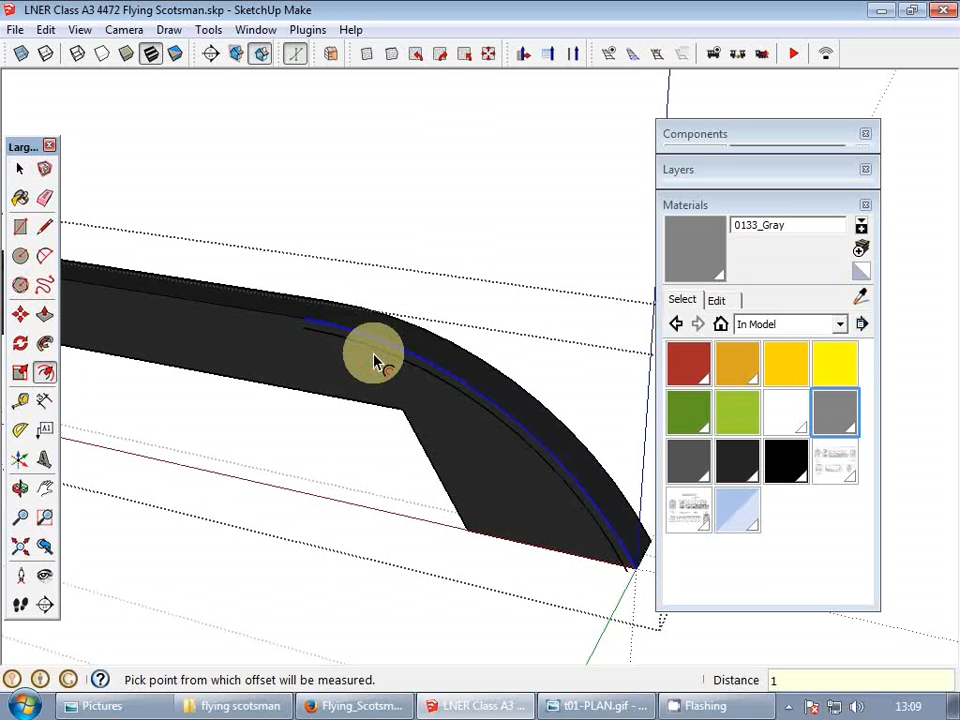 LNER Class A3 4472 Flying Scotsman.skp - SketchUp Make
File Edit View Camera Draw Tools Window Plugins Help
Larg...
A1
Components
Layers
Materials
0133_Gray
Select Edit
In Model
Pick point from which offset will be measured.
Distance 1
Pictures
flying scotsman
Flying_Scotsm...
LNER Class A3 4472 ...
t01-PLAN.gif - ...
Flashing
13:09